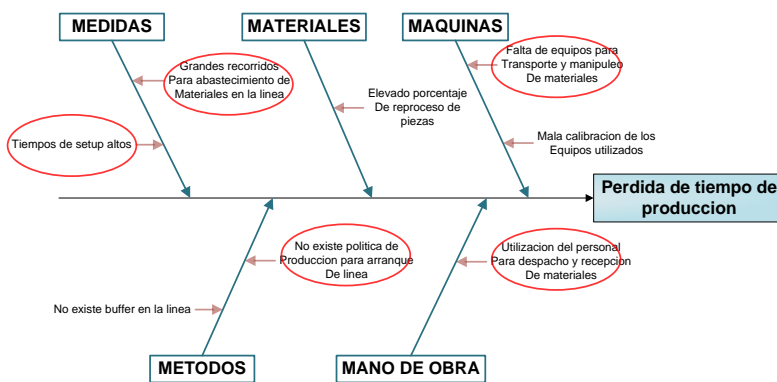 MEDIDAS
MATERIALES
MAQUINAS
Grandes recorridos
Para abastecimiento de
Materiales en la linea
Tiempos de setup altos
Elevado porcentaje
De reproceso de
piezas
Falta de equipos para
Transporte y manipuleo
De materiales
Mala calibracion de los
Equipos utilizados
Perdida de tiempo de
produccion
No existe politica de
Produccion para arranque
De linea
No existe buffer en la linea
Utilizacion del personal
Para despacho y recepcion
De materiales
METODOS
MANO DE OBRA